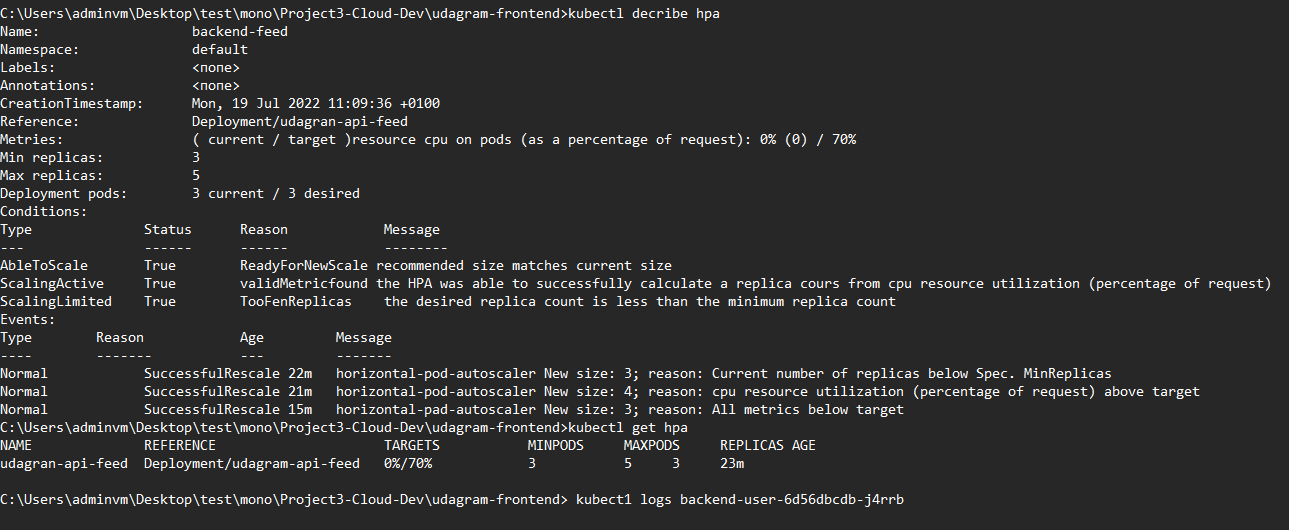 C:\Users\adminvm\Desktop\test\mono\Project3-Cloud-Dev\udagram-frontend>kubectl decribe hpa
Name: backend-feed
Namespace: default
Labels: <none>
Annotations: <none>
CreationTimestamp: Mon, 19 Jul 2022 11:09:36 +0100
Reference: Deployment/udagran-api-feed
Metries: ( current / target )resource cpu on pods (as a percentage of request): 0% (0) / 70%
Min replicas: 3
Max replicas: 5
Deployment pods: 3 current / 3 desired
Conditions:
Type Status Reason Message
--- ------ ------ --------
AbleToScale True ReadyForNewScale recommended size matches current size
ScalingActive True validMetricfound the HPA was able to successfully calculate a replica cours from cpu resource utilization (percentage of request)
ScalingLimited True TooFenReplicas the desired replica count is less than the minimum replica count
Events:
Type Reason Age Message
---- ------- --- -------
Normal SuccessfulRescale 22m horizontal-pod-autoscaler New size: 3; reason: Current number of replicas below Spec. MinReplicas
Normal SuccessfulRescale 21m horizontal-pod-autoscaler New size: 4; reason: cpu resource utilization (percentage of request) above target
Normal SuccessfulRescale 15m horizontal-pad-autoscaler New size: 3; reason: All metrics below target
C:\Users\adminvm\Desktop\test\mono\Project3-Cloud-Dev\udagram-frontend>kubectl get hpa
NAME REFERENCE TARGETS MINPODS MAXPODS REPLICAS AGE
udagran-api-feed Deployment/udagram-api-feed 0%/70% 3 5 3 23m
C:\Users\adminvm\Desktop\test\mono\Project3-Cloud-Dev\udagram-frontend> kubect1 logs backend-user-6d56dbcdb-j4rrb